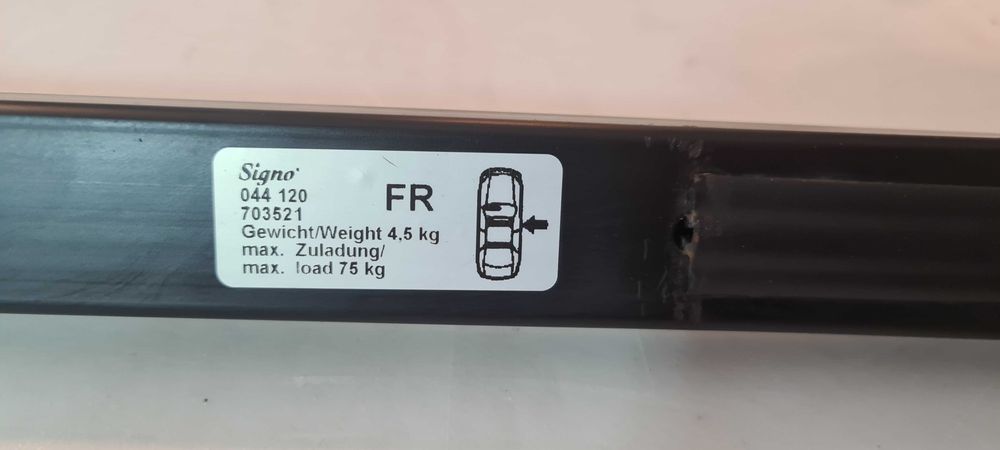 Signo
044 120
703521
FR
Gewicht/Weight 4,5 kg
max. Zuladung/
max. load 75 kg